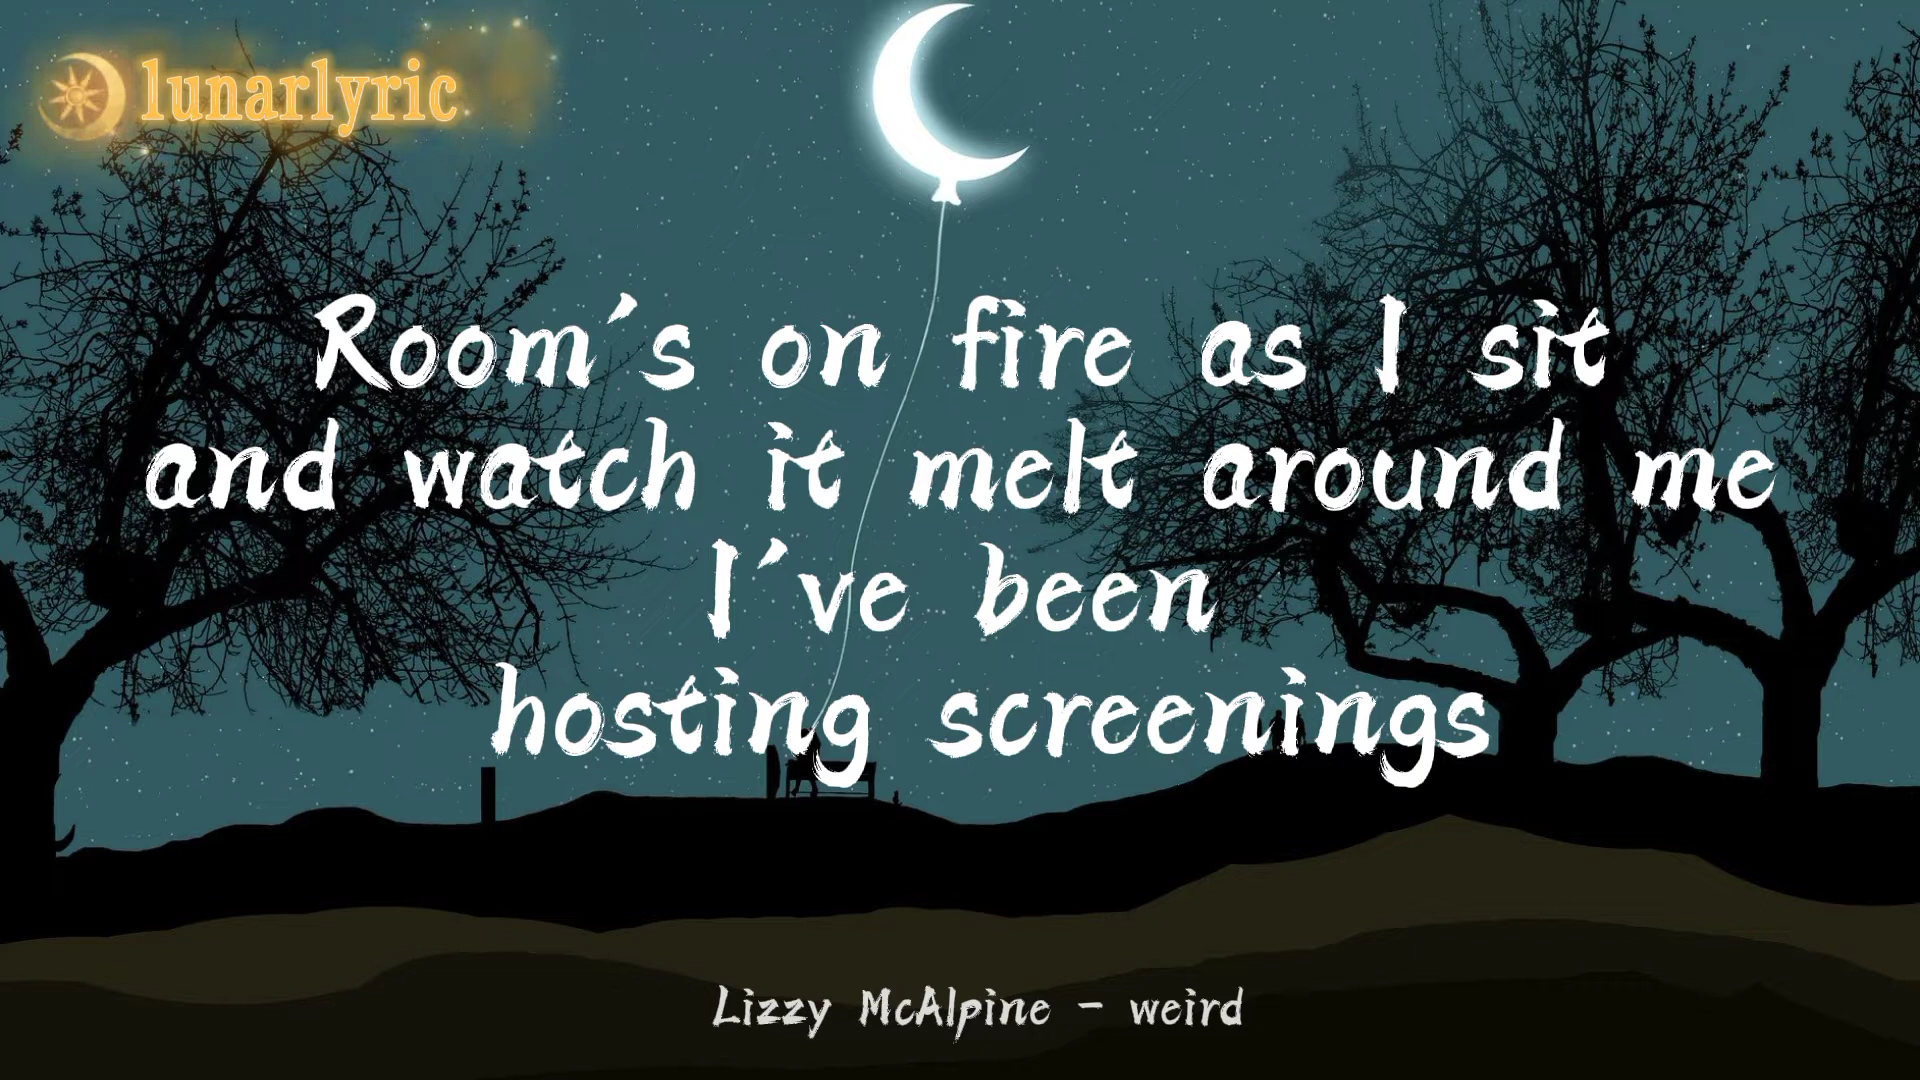 lunarlyric
Room's on fire as I sit
and watch it melt around me
I've been
hosting screenings
Lizzy McAlpine - weird